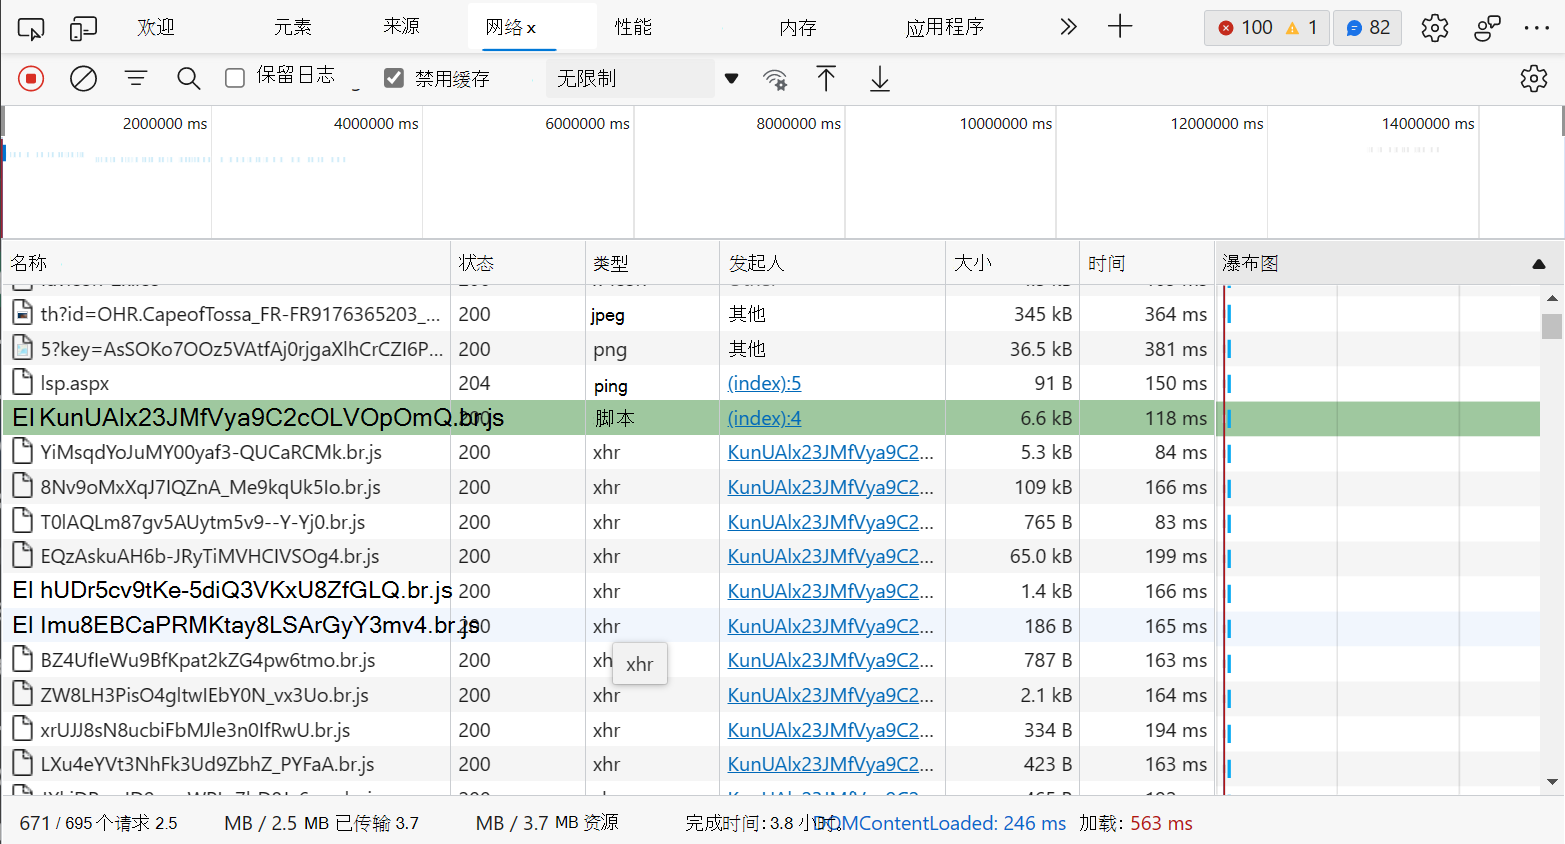 欢迎 元素 来源 网络 x 性能 内存 应用程序 100 1 82
保留日志 禁用缓存 无限制
2000000 ms 4000000 ms 6000000 ms 8000000 ms 10000000 ms 12000000 ms 14000000 ms
名称 状态 类型 发起人 大小 时间 瀑布图
th?id=OHR.CapeofTossa_FR-FR9176365203_... 200 jpeg 其他 345 kB 364 ms
5?key=AsSOKo7OOz5VAtfAj0rjgaXlhCrCZI6P... 200 png 其他 36.5 kB 381 ms
lsp.aspx 204 ping (index):5 91 B 150 ms
El KunUAlx23JMfVya9C2cOLVOpOmQ.br.js 200 脚本 (index):4 6.6 kB 118 ms
YiMsqdYoJuMY00yaf3-QUCaRCMk.br.js 200 xhr KunUAlx23JMfVya9C2... 5.3 kB 84 ms
8Nv9oMxXqJ7IQZnA_Me9kqUk5Io.br.js 200 xhr KunUAlx23JMfVya9C2... 109 kB 166 ms
T0lAQLm87gv5AUytm5v9--Y-Yj0.br.js 200 xhr KunUAlx23JMfVya9C2... 765 B 83 ms
EQzAskuAH6b-JRyTiMVHCIVSOg4.br.js 200 xhr KunUAlx23JMfVya9C2... 65.0 kB 199 ms
El hUDr5cv9tKe-5diQ3VKxU8ZfGLQ.br.js 200 xhr KunUAlx23JMfVya9C2... 1.4 kB 166 ms
El Imu8EBCaPRMKtay8LSArGyY3mv4.br.js 200 xhr KunUAlx23JMfVya9C2... 186 B 165 ms
BZ4UfIeWu9BfKpat2kZG4pw6tmo.br.js 200 xhr KunUAlx23JMfVya9C2... 787 B 163 ms
ZW8LH3PisO4gltwIEbY0N_vx3Uo.br.js 200 xhr KunUAlx23JMfVya9C2... 2.1 kB 164 ms
xrUJJ8sN8ucbiFbMJle3n0IfRwU.br.js 200 xhr KunUAlx23JMfVya9C2... 334 B 194 ms
LXu4eYVt3NhFk3Ud9ZbhZ_PYFaA.br.js 200 xhr KunUAlx23JMfVya9C2... 423 B 163 ms
671 / 695 个请求 2.5 MB / 2.5 MB 已传输 3.7 MB / 3.7 MB 资源 完成时间: 3.8 小时。 DOMContentLoaded: 246 ms 加载: 563 ms